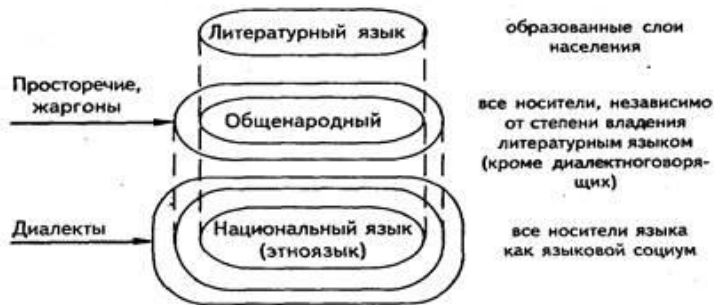 Литературный язык
образованные слои
населения
Просторечие,
жаргоны
Общенародный
все носители, независимо
от степени владения
литературным языком
(кроме диалектноговоря-
щих)
Диалекты
Национальный язык
(этноязык)
все носители языка
как языковой социум